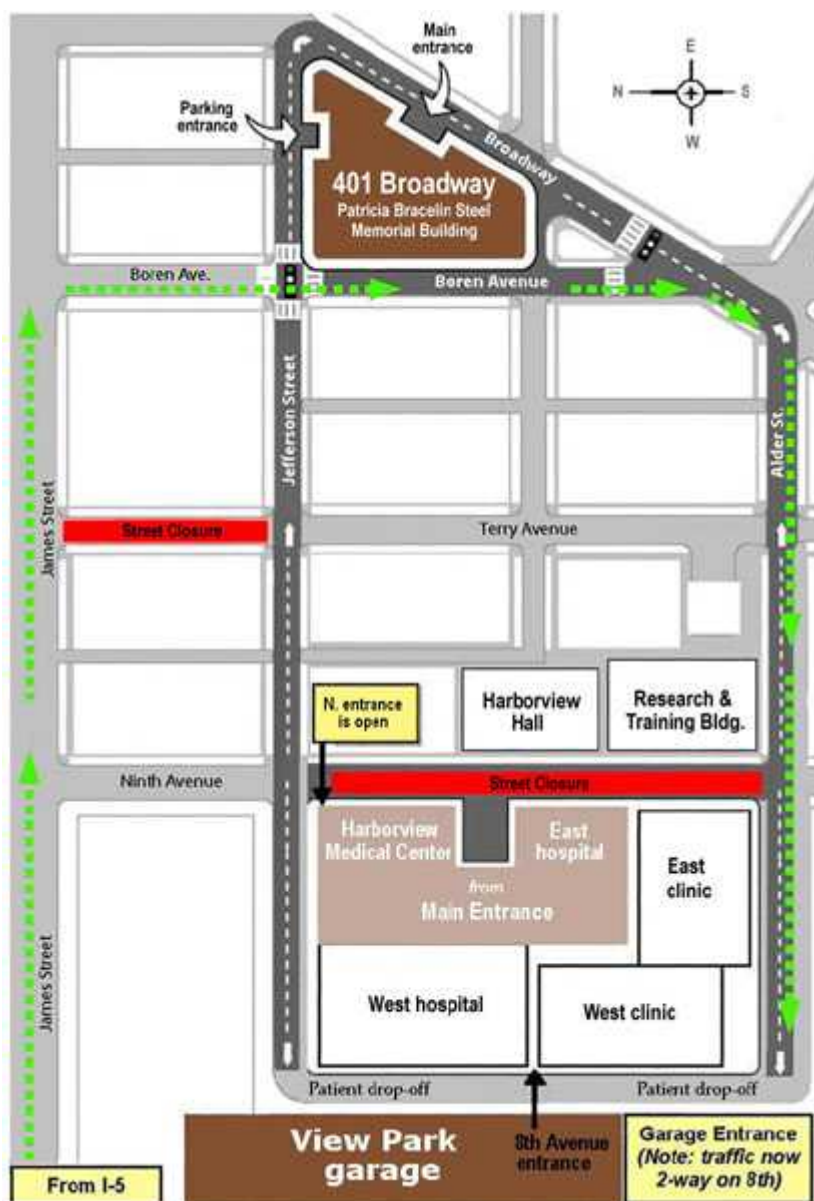 Main
entrance
E
N
S
W
Parking
entrance
Broadway
401 Broadway
Patricia Bracelin Steel
Memorial Building
Boren Ave.
Boren Avenue
Jefferson Street
Alder St.
James Street
Street Closure
Terry Avenue
N. entrance
is open
Harborview
Hall
Research &
Training Bldg.
Ninth Avenue
Street Closure
Harborview
Medical Center
East
hospital
East
clinic
from
Main Entrance
James Street
West hospital
West clinic
Patient drop-off
Patient drop-off
View Park
garage
8th Avenue
entrance
Garage Entrance
(Note: traffic now
2-way on 8th)
From I-5